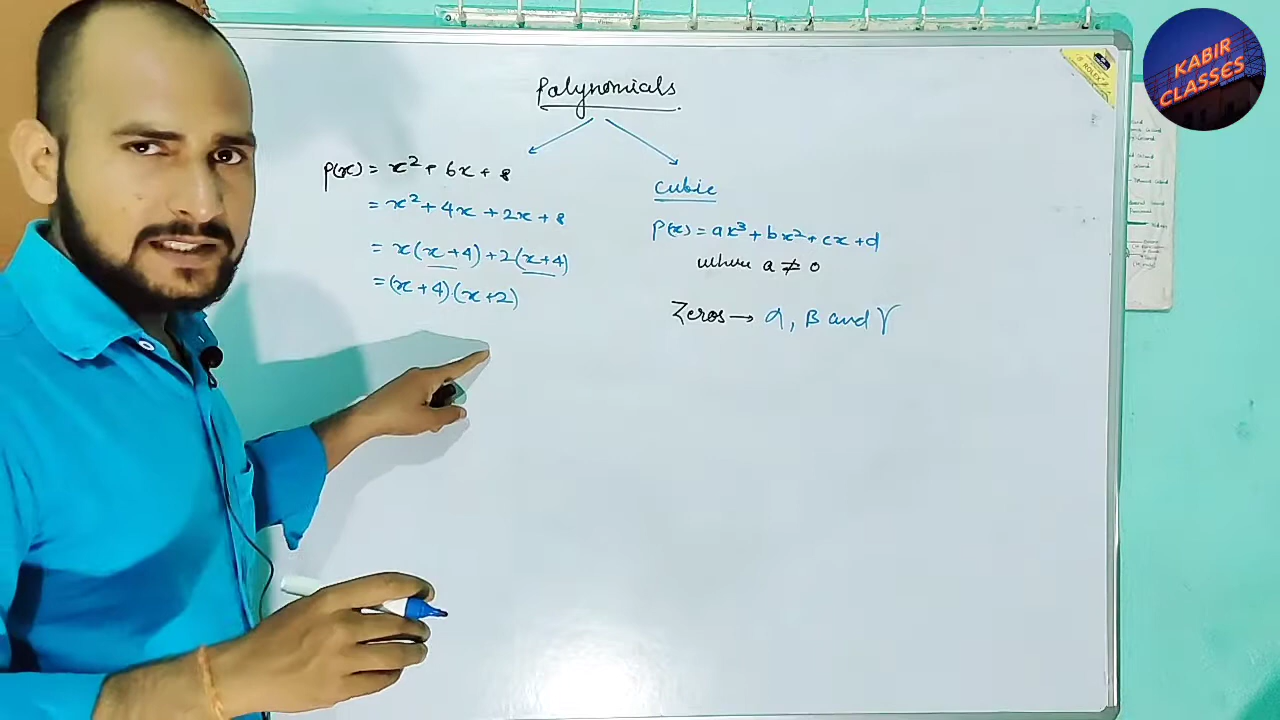 KABIR
CLASSES
ROLEX
Polynomials
p(x) = x² + 6x + 8
= x² + 4x + 2x + 8
= x(x+4) + 2(x+4)
= (x+4).(x+2)
cubic
P(x) = ax³ + bx² + cx + d
where a ≠ 0
Zeros → α, β and γ